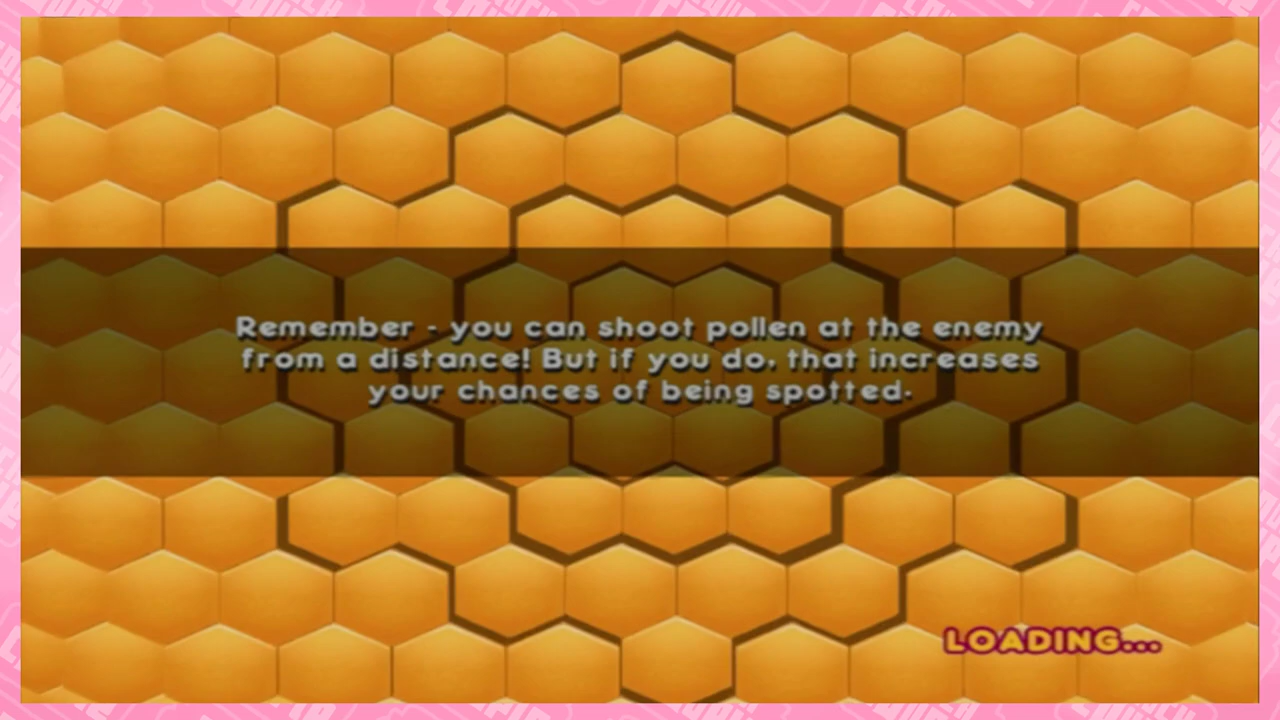 Remember - you can shoot pollen at the enemy
from a distance! But if you do, that increases
your chances of being spotted.
LOADING...